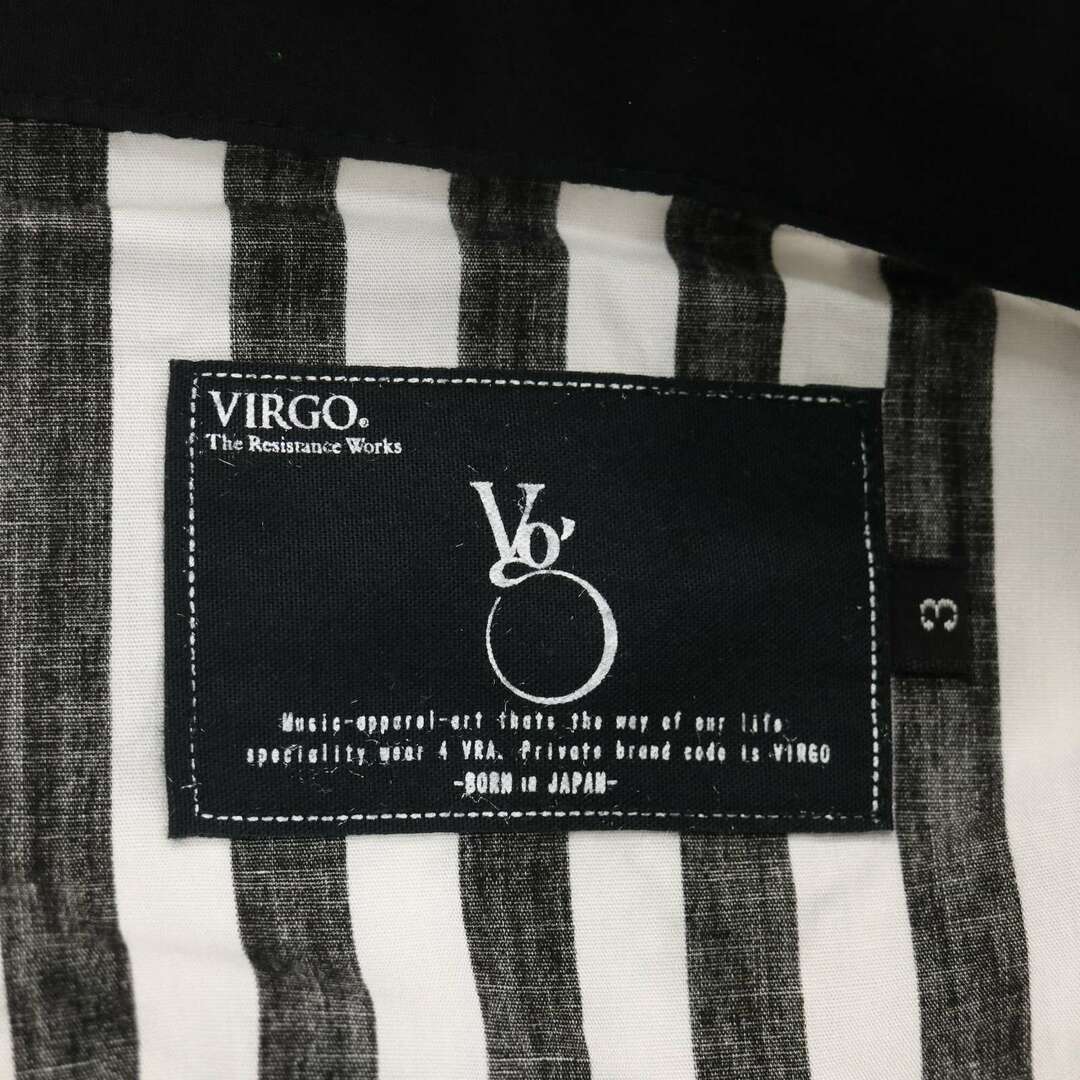 VIRGO®
The Resistance Works
Vo'
Music-apparel-art thats the way of our life
speciality wear 4 VRA. Private brand code is VIRGO
-BORN in JAPAN-
3